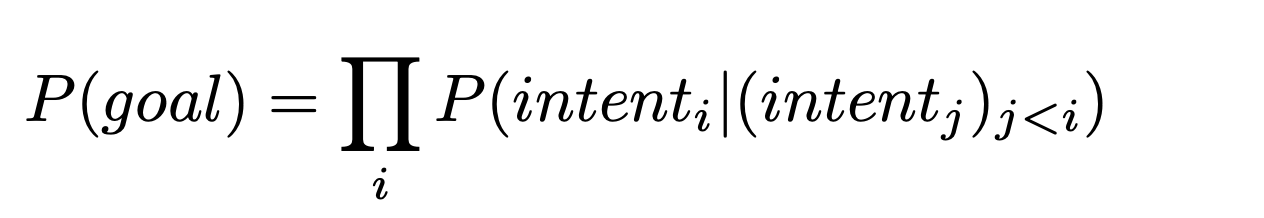 P(goal) = ∏_i P(intent_i|(intent_j)_{j<i})